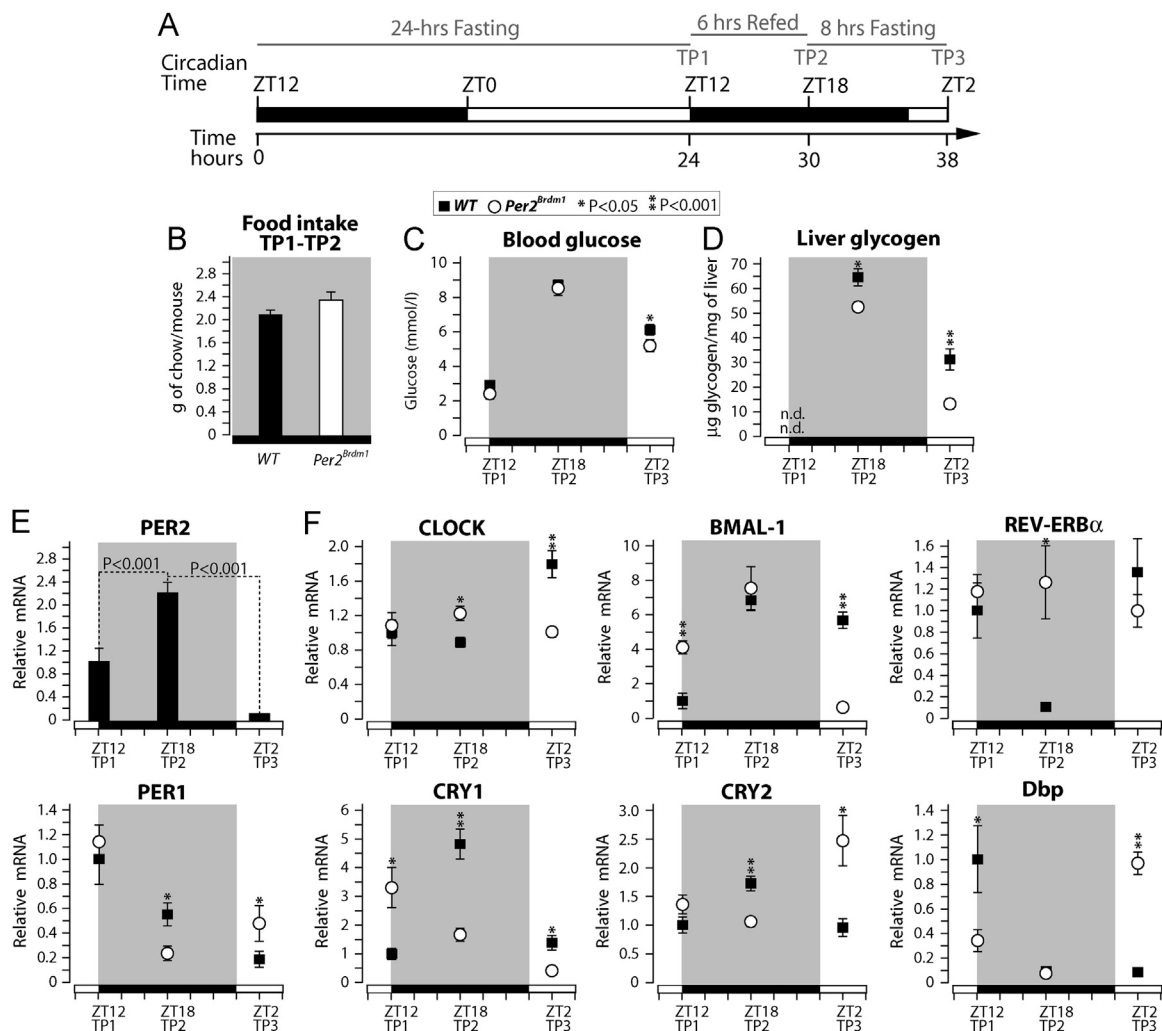 A
24-hrs Fasting
6 hrs Refed
8 hrs Fasting
Circadian Time
TP1 TP2 TP3
ZT12 ZT0 ZT12 ZT18 ZT2
Time hours
0 24 30 38
■ WT ○ Per2Brdm1 * P<0.05 ** P<0.001
B
Food intake
TP1-TP2
g of chow/mouse
2.8
2.4
2.0
1.6
1.2
0.8
0.4
0
WT Per2Brdm1
C
Blood glucose
Glucose (mmol/l)
10
8
6
4
2
0
*
ZT12 ZT18 ZT2
TP1 TP2 TP3
D
Liver glycogen
µg glycogen/mg of liver
70
60
50
40
30
20
10
0
n.d.
n.d.
*
**
ZT12 ZT18 ZT2
TP1 TP2 TP3
E
PER2
Relative mRNA
3.0
2.4
1.8
1.2
0.6
0
P<0.001
P<0.001
ZT12 ZT18 ZT2
TP1 TP2 TP3
F
CLOCK
Relative mRNA
2.0
1.6
1.2
0.8
0.4
0
*
**
ZT12 ZT18 ZT2
TP1 TP2 TP3
BMAL-1
Relative mRNA
10
8
6
4
2
0
**
**
ZT12 ZT18 ZT2
TP1 TP2 TP3
REV-ERBα
Relative mRNA
1.6
1.4
1.2
1.0
0.8
0.6
0.4
0.2
0
*
ZT12 ZT18 ZT2
TP1 TP2 TP3
PER1
Relative mRNA
1.4
1.2
1.0
0.8
0.6
0.4
0.2
0
*
*
ZT12 ZT18 ZT2
TP1 TP2 TP3
CRY1
Relative mRNA
6
5
4
3
2
1
0
*
**
*
ZT12 ZT18 ZT2
TP1 TP2 TP3
CRY2
Relative mRNA
3.0
2.5
2.0
1.5
1.0
0.5
0
**
*
ZT12 ZT18 ZT2
TP1 TP2 TP3
Dbp
Relative mRNA
1.4
1.2
1.0
0.8
0.6
0.4
0.2
0
*
**
ZT12 ZT18 ZT2
TP1 TP2 TP3